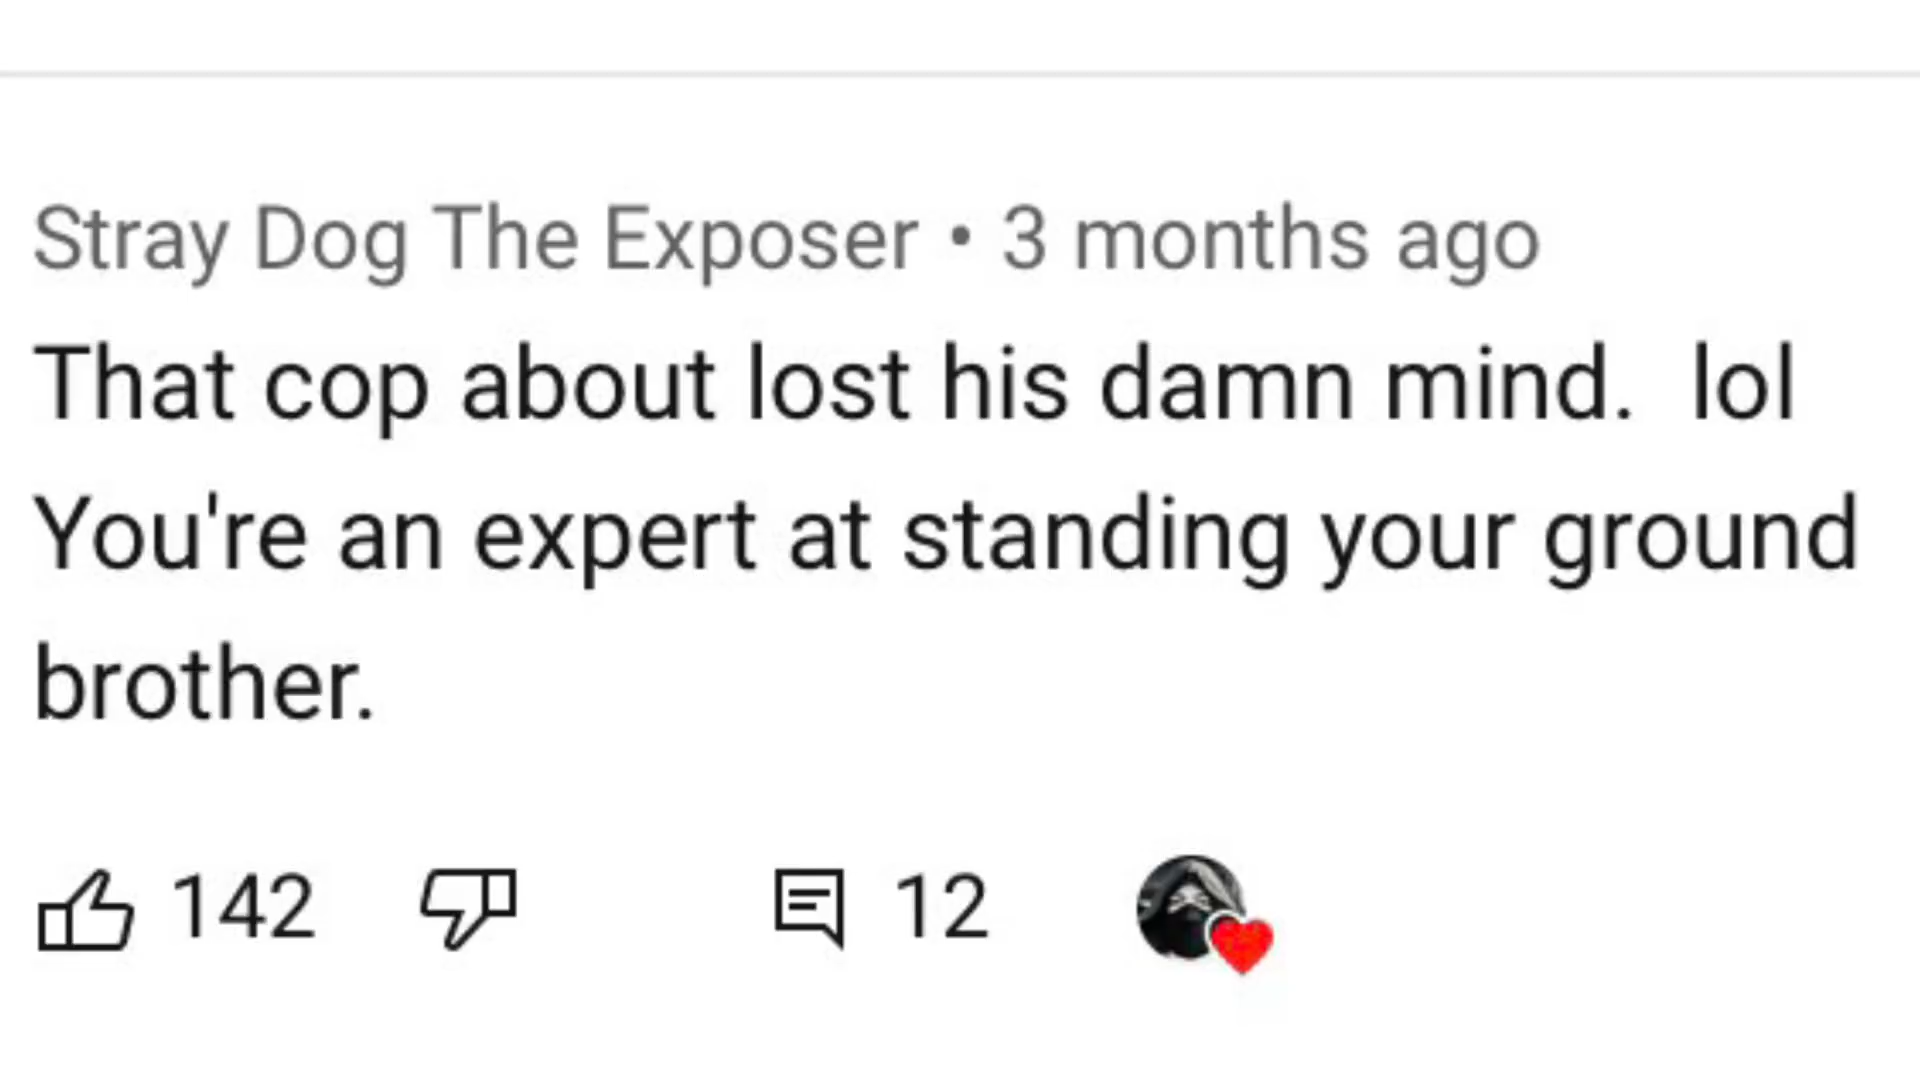 Stray Dog The Exposer • 3 months ago
That cop about lost his damn mind.  lol
You're an expert at standing your ground
brother.
142 12